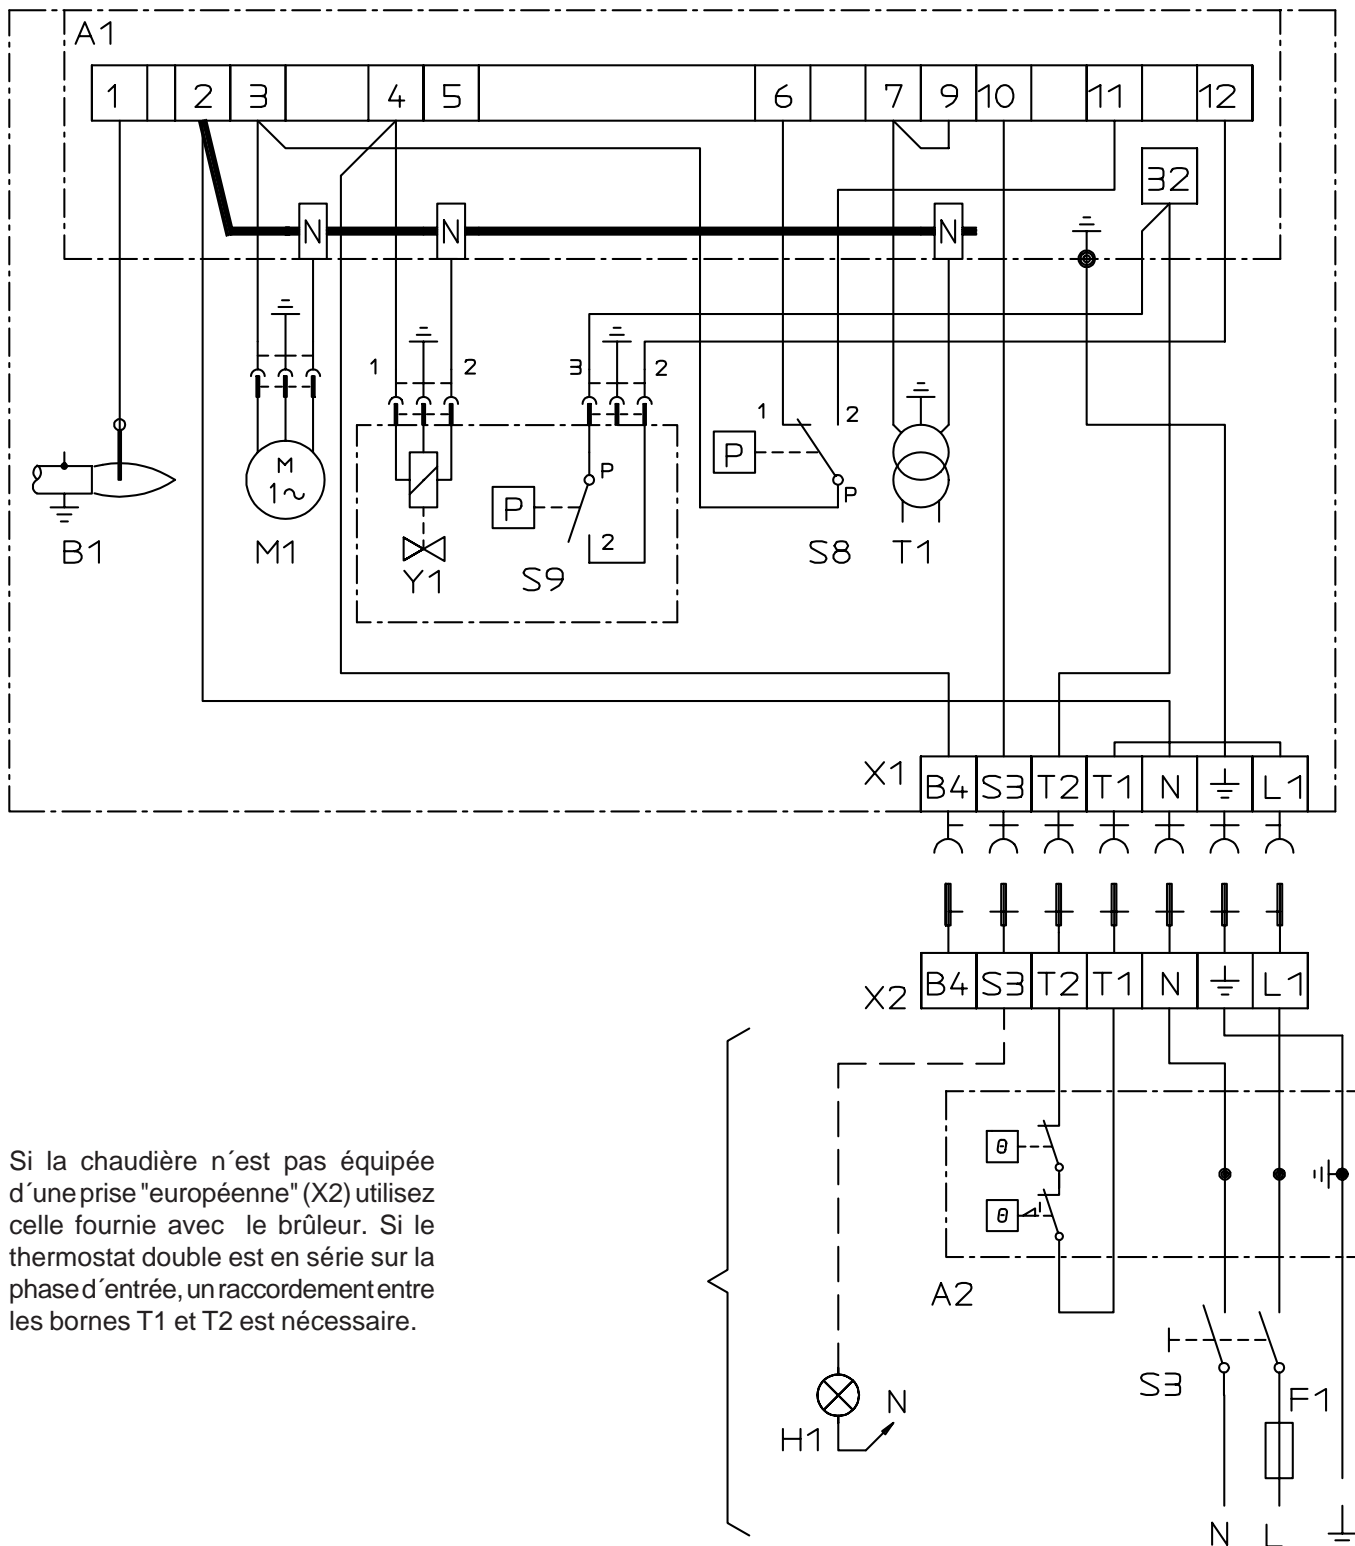 A1
1 2 3 4 5 6 7 9 10 11 12
32
N N N
1 2 3 2
1 2
M
1~
P P P P
2
B1 M1 Y1 S9 S8 T1
X1 B4 S3 T2 T1 N L1
X2 B4 S3 T2 T1 N L1
Si la chaudière n´est pas équipée
d´une prise "européenne" (X2) utilisez
celle fournie avec le brûleur. Si le
thermostat double est en série sur la
phase d´entrée, un raccordement entre
les bornes T1 et T2 est nécessaire.
θ
θ
A2
S3 F1
H1 N
N L